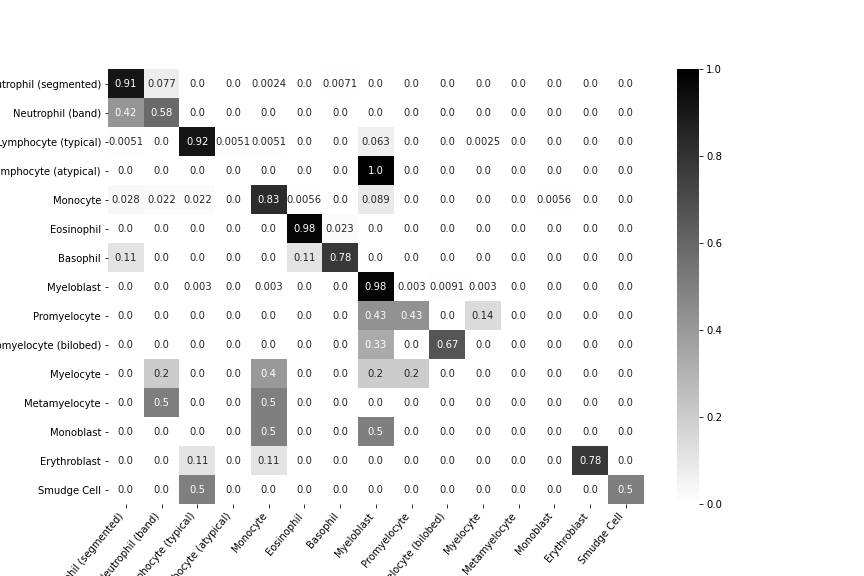 (segmented) 0.91 0.077 0.0 0.0 0.0024 0.0 0.0071 0.0 0.0 0.0 0.0 0.0 0.0 0.0 0.0 1.0
Neutrophil (band) 0.42 0.58 0.0 0.0 0.0 0.0 0.0 0.0 0.0 0.0 0.0 0.0 0.0 0.0 0.0
Lymphocyte (typical) 0.0051 0.0 0.92 0.0051 0.0051 0.0 0.0 0.063 0.0 0.0 0.0025 0.0 0.0 0.0 0.0
0.8
(atypical) 0.0 0.0 0.0 0.0 0.0 0.0 0.0 1.0 0.0 0.0 0.0 0.0 0.0 0.0 0.0
Monocyte 0.028 0.022 0.022 0.0 0.83 0.0056 0.0 0.089 0.0 0.0 0.0 0.0 0.0056 0.0 0.0
Eosinophil 0.0 0.0 0.0 0.0 0.0 0.98 0.023 0.0 0.0 0.0 0.0 0.0 0.0 0.0 0.0
0.6
Basophil 0.11 0.0 0.0 0.0 0.0 0.11 0.78 0.0 0.0 0.0 0.0 0.0 0.0 0.0 0.0
Myeloblast 0.0 0.0 0.003 0.0 0.003 0.0 0.0 0.98 0.003 0.0091 0.003 0.0 0.0 0.0 0.0
Promyelocyte 0.0 0.0 0.0 0.0 0.0 0.0 0.0 0.43 0.43 0.0 0.14 0.0 0.0 0.0 0.0
0.4
(bilobed) 0.0 0.0 0.0 0.0 0.0 0.0 0.0 0.33 0.0 0.67 0.0 0.0 0.0 0.0 0.0
Myelocyte 0.0 0.2 0.0 0.0 0.4 0.0 0.0 0.2 0.2 0.0 0.0 0.0 0.0 0.0 0.0
Metamyelocyte 0.0 0.5 0.0 0.0 0.5 0.0 0.0 0.0 0.0 0.0 0.0 0.0 0.0 0.0 0.0
0.2
Monoblast 0.0 0.0 0.0 0.0 0.5 0.0 0.0 0.5 0.0 0.0 0.0 0.0 0.0 0.0 0.0
Erythroblast 0.0 0.0 0.11 0.0 0.11 0.0 0.0 0.0 0.0 0.0 0.0 0.0 0.0 0.78 0.0
Smudge Cell 0.0 0.0 0.5 0.0 0.0 0.0 0.0 0.0 0.0 0.0 0.0 0.0 0.0 0.0 0.5
0.0
(segmented)
Neutrophil (band)
(typical)
(atypical)
Monocyte
Eosinophil
Basophil
Myeloblast
Promyelocyte
(bilobed)
Myelocyte
Metamyelocyte
Monoblast
Erythroblast
Smudge Cell